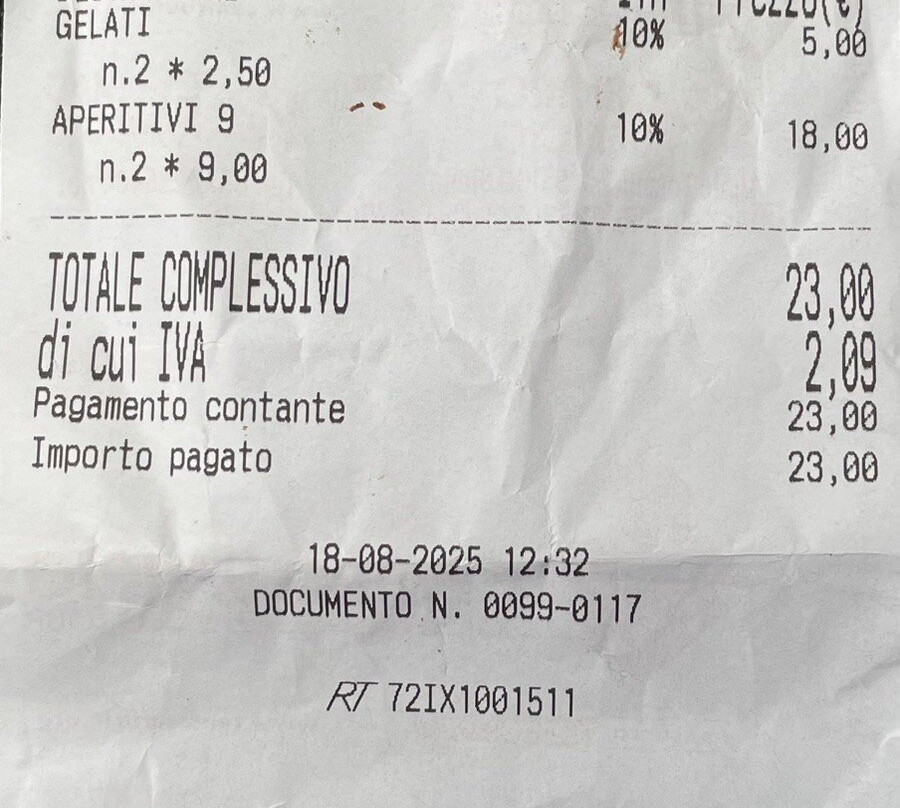 GELATI 10% 5,00
n.2 * 2,50
APERITIVI 9 10% 18,00
n.2 * 9,00
TOTALE COMPLESSIVO 23,00
di cui IVA 2,09
Pagamento contante 23,00
Importo pagato 23,00
18-08-2025 12:32
DOCUMENTO N. 0099-0117
RT 72IX1001511